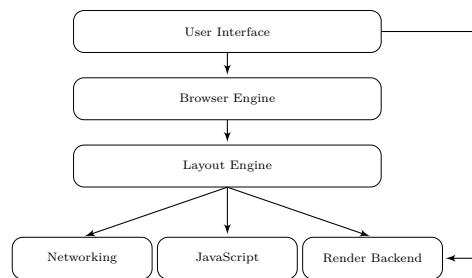 User Interface
Browser Engine
Layout Engine
Networking
JavaScript
Render Backend